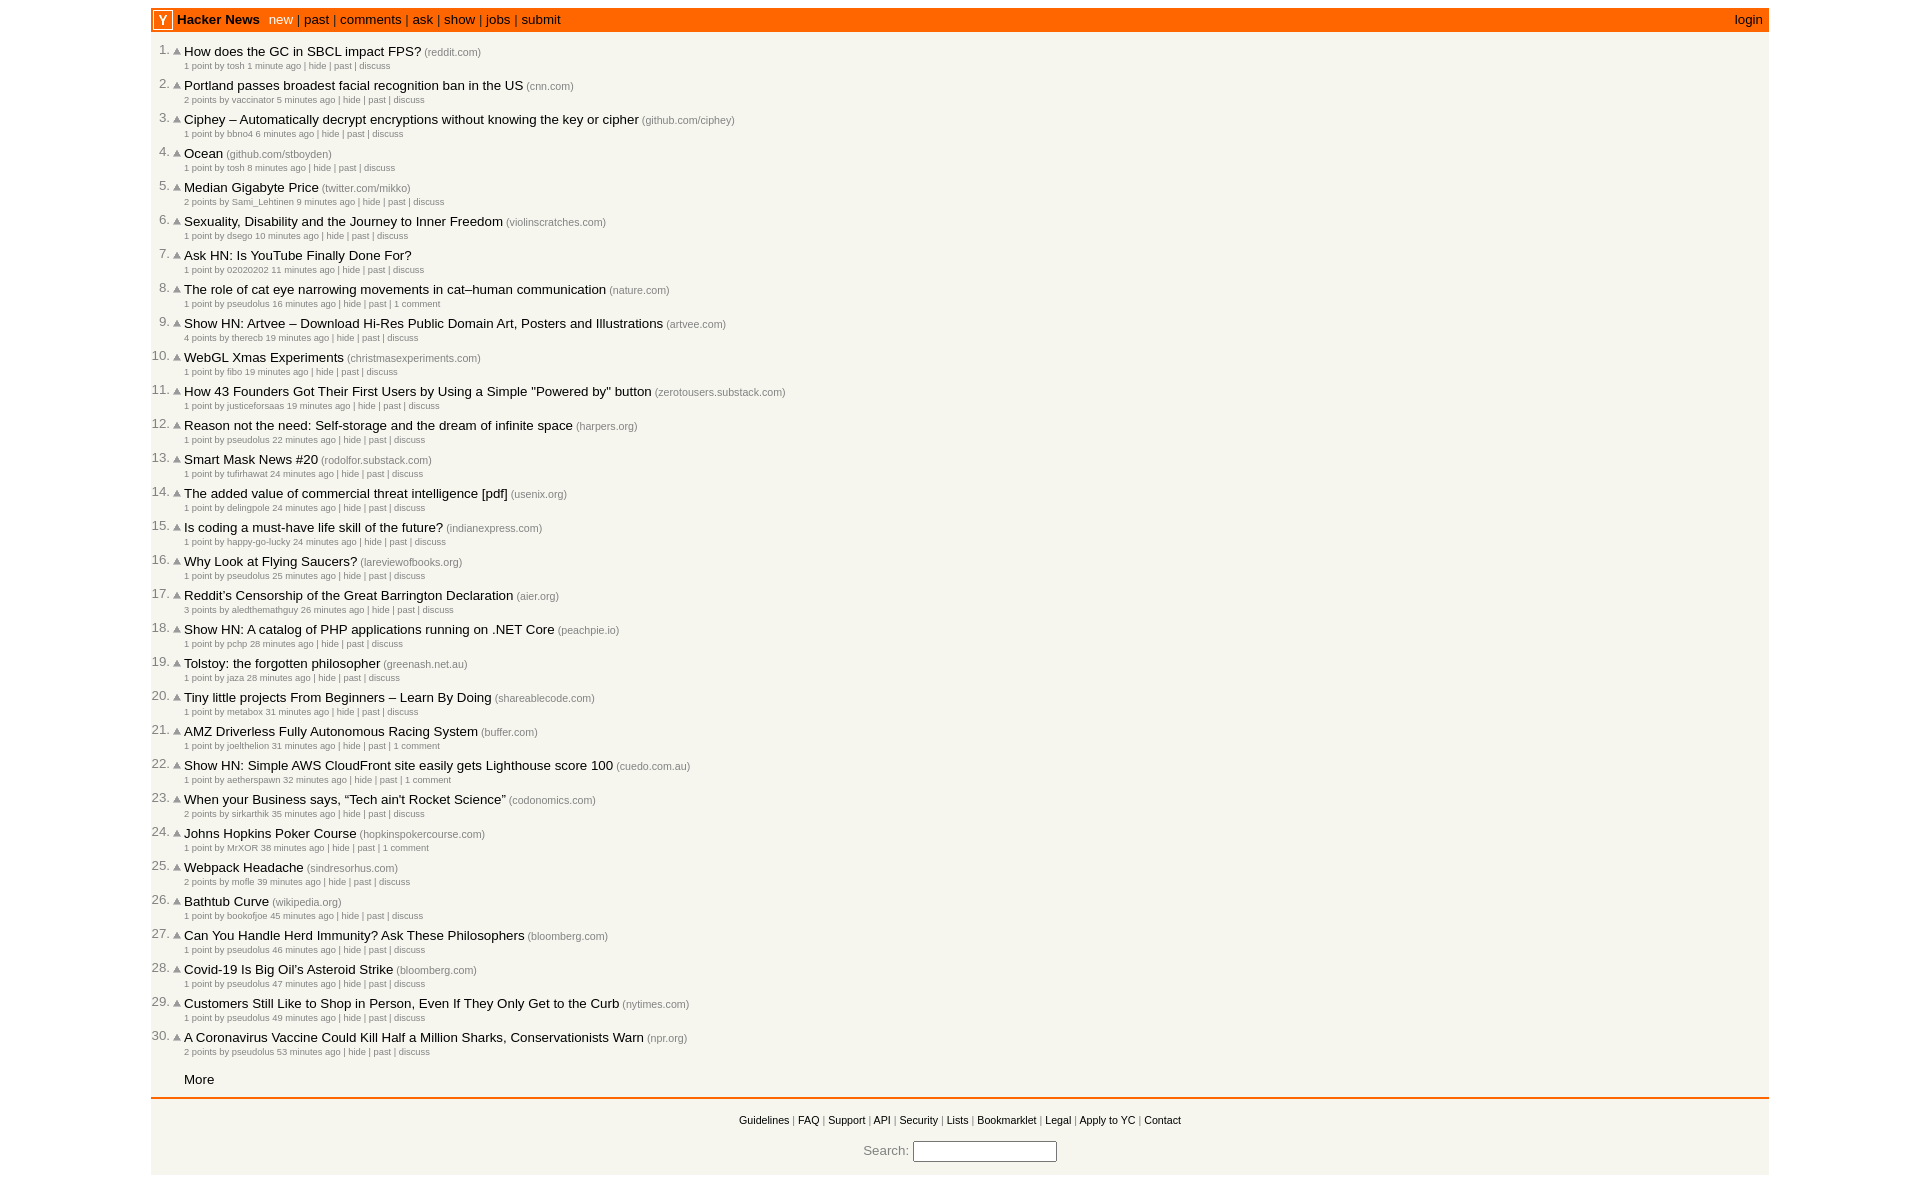 Y Hacker News new | past | comments | ask | show | jobs | submit login
1. How does the GC in SBCL impact FPS? (reddit.com)
1 point by tosh 1 minute ago | hide | past | discuss
2. Portland passes broadest facial recognition ban in the US (cnn.com)
2 points by vaccinator 5 minutes ago | hide | past | discuss
3. Ciphey – Automatically decrypt encryptions without knowing the key or cipher (github.com/ciphey)
1 point by bbno4 6 minutes ago | hide | past | discuss
4. Ocean (github.com/stboyden)
1 point by tosh 8 minutes ago | hide | past | discuss
5. Median Gigabyte Price (twitter.com/mikko)
2 points by Sami_Lehtinen 9 minutes ago | hide | past | discuss
6. Sexuality, Disability and the Journey to Inner Freedom (violinscratches.com)
1 point by dsego 10 minutes ago | hide | past | discuss
7. Ask HN: Is YouTube Finally Done For?
1 point by 02020202 11 minutes ago | hide | past | discuss
8. The role of cat eye narrowing movements in cat–human communication (nature.com)
1 point by pseudolus 16 minutes ago | hide | past | 1 comment
9. Show HN: Artvee – Download Hi-Res Public Domain Art, Posters and Illustrations (artvee.com)
4 points by therecb 19 minutes ago | hide | past | discuss
10. WebGL Xmas Experiments (christmasexperiments.com)
1 point by fibo 19 minutes ago | hide | past | discuss
11. How 43 Founders Got Their First Users by Using a Simple "Powered by" button (zerotousers.substack.com)
1 point by justiceforsaas 19 minutes ago | hide | past | discuss
12. Reason not the need: Self-storage and the dream of infinite space (harpers.org)
1 point by pseudolus 22 minutes ago | hide | past | discuss
13. Smart Mask News #20 (rodolfor.substack.com)
1 point by tufirhawat 24 minutes ago | hide | past | discuss
14. The added value of commercial threat intelligence [pdf] (usenix.org)
1 point by delingpole 24 minutes ago | hide | past | discuss
15. Is coding a must-have life skill of the future? (indianexpress.com)
1 point by happy-go-lucky 24 minutes ago | hide | past | discuss
16. Why Look at Flying Saucers? (lareviewofbooks.org)
1 point by pseudolus 25 minutes ago | hide | past | discuss
17. Reddit’s Censorship of the Great Barrington Declaration (aier.org)
3 points by aledthemathguy 26 minutes ago | hide | past | discuss
18. Show HN: A catalog of PHP applications running on .NET Core (peachpie.io)
1 point by pchp 28 minutes ago | hide | past | discuss
19. Tolstoy: the forgotten philosopher (greenash.net.au)
1 point by jaza 28 minutes ago | hide | past | discuss
20. Tiny little projects From Beginners – Learn By Doing (shareablecode.com)
1 point by metabox 31 minutes ago | hide | past | discuss
21. AMZ Driverless Fully Autonomous Racing System (buffer.com)
1 point by joelthelion 31 minutes ago | hide | past | 1 comment
22. Show HN: Simple AWS CloudFront site easily gets Lighthouse score 100 (cuedo.com.au)
1 point by aetherspawn 32 minutes ago | hide | past | 1 comment
23. When your Business says, “Tech ain't Rocket Science” (codonomics.com)
2 points by sirkarthik 35 minutes ago | hide | past | discuss
24. Johns Hopkins Poker Course (hopkinspokercourse.com)
1 point by MrXOR 38 minutes ago | hide | past | 1 comment
25. Webpack Headache (sindresorhus.com)
2 points by mofle 39 minutes ago | hide | past | discuss
26. Bathtub Curve (wikipedia.org)
1 point by bookofjoe 45 minutes ago | hide | past | discuss
27. Can You Handle Herd Immunity? Ask These Philosophers (bloomberg.com)
1 point by pseudolus 46 minutes ago | hide | past | discuss
28. Covid-19 Is Big Oil’s Asteroid Strike (bloomberg.com)
1 point by pseudolus 47 minutes ago | hide | past | discuss
29. Customers Still Like to Shop in Person, Even If They Only Get to the Curb (nytimes.com)
1 point by pseudolus 49 minutes ago | hide | past | discuss
30. A Coronavirus Vaccine Could Kill Half a Million Sharks, Conservationists Warn (npr.org)
2 points by pseudolus 53 minutes ago | hide | past | discuss
More
Guidelines | FAQ | Support | API | Security | Lists | Bookmarklet | Legal | Apply to YC | Contact
Search: